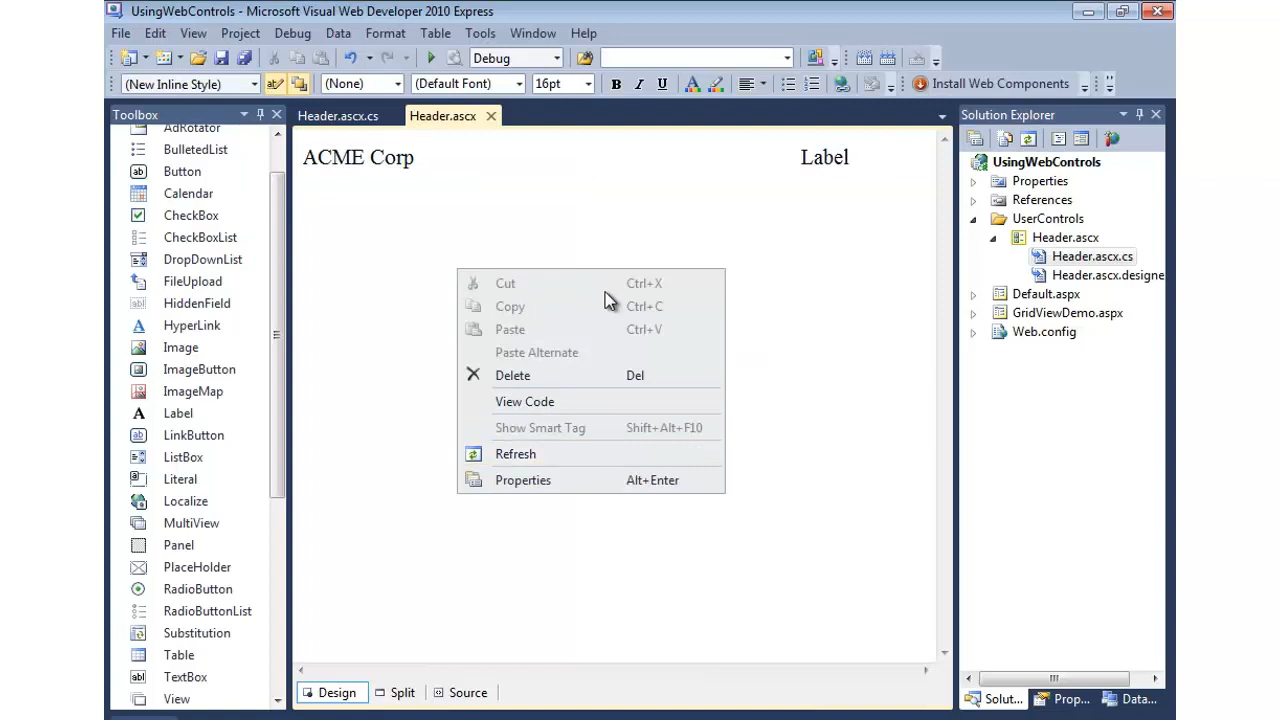 UsingWebControls - Microsoft Visual Web Developer 2010 Express
File Edit View Project Debug Data Format Table Tools Window Help
Debug
(New Inline Style) (None) (Default Font) 16pt B I U A Install Web Components
Toolbox
AdRotator
BulletedList
Button
Calendar
CheckBox
CheckBoxList
DropDownList
FileUpload
HiddenField
HyperLink
Image
ImageButton
ImageMap
Label
LinkButton
ListBox
Literal
Localize
MultiView
Panel
PlaceHolder
RadioButton
RadioButtonList
Substitution
Table
TextBox
View
Header.ascx.cs Header.ascx
ACME Corp Label
Cut Ctrl+X
Copy Ctrl+C
Paste Ctrl+V
Paste Alternate
Delete Del
View Code
Show Smart Tag Shift+Alt+F10
Refresh
Properties Alt+Enter
Design Split Source
Solution Explorer
UsingWebControls
Properties
References
UserControls
Header.ascx
Header.ascx.cs
Header.ascx.designe
Default.aspx
GridViewDemo.aspx
Web.config
Solut... Prop... Data...